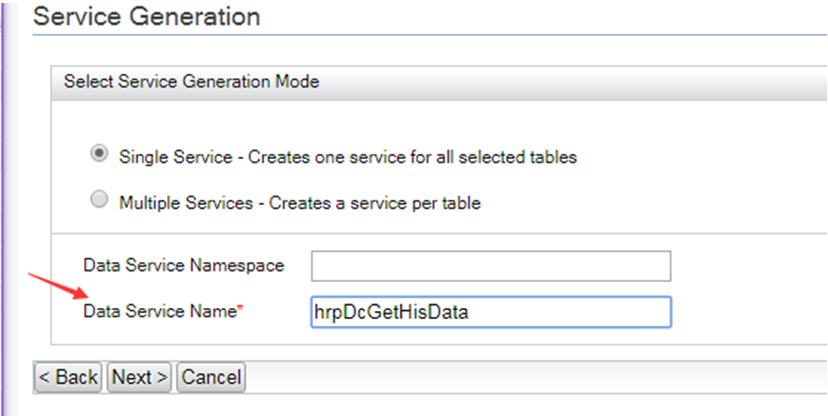 Service Generation
Select Service Generation Mode
Single Service - Creates one service for all selected tables
Multiple Services - Creates a service per table
Data Service Namespace
Data Service Name* hrpDcGetHisData
< Back Next > Cancel